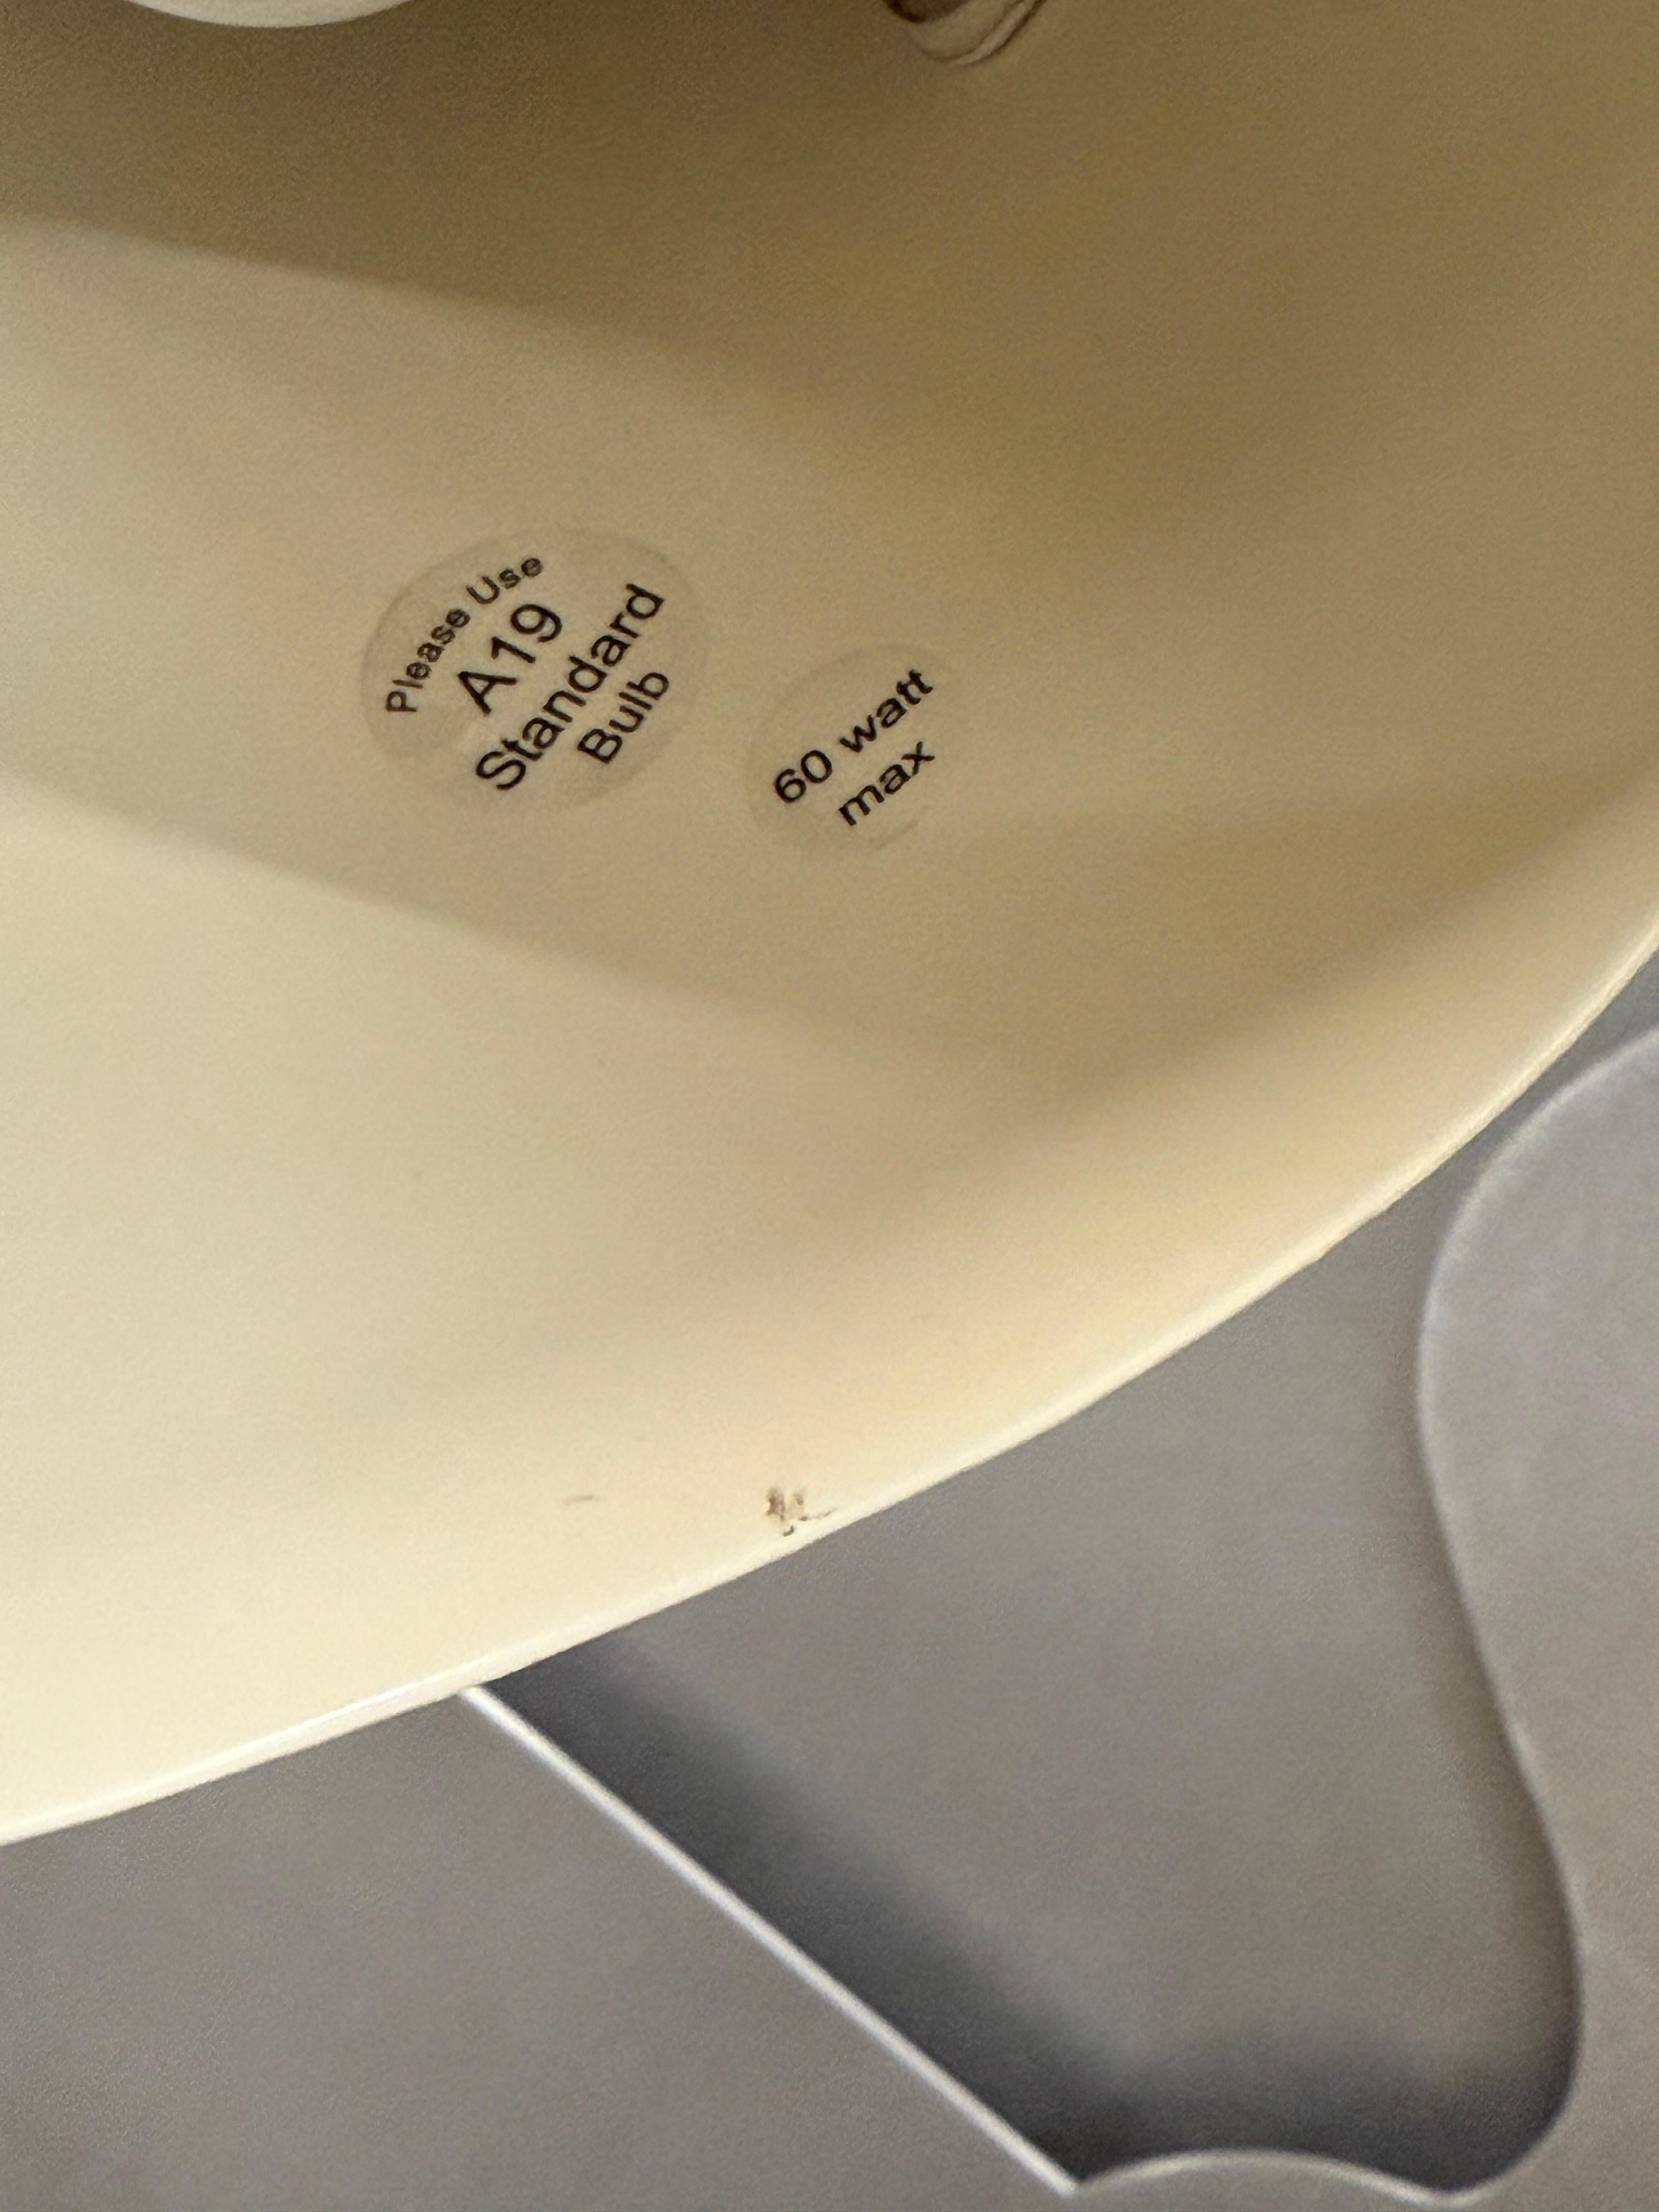 Please Use
A19
Standard
Bulb
60 watt
max